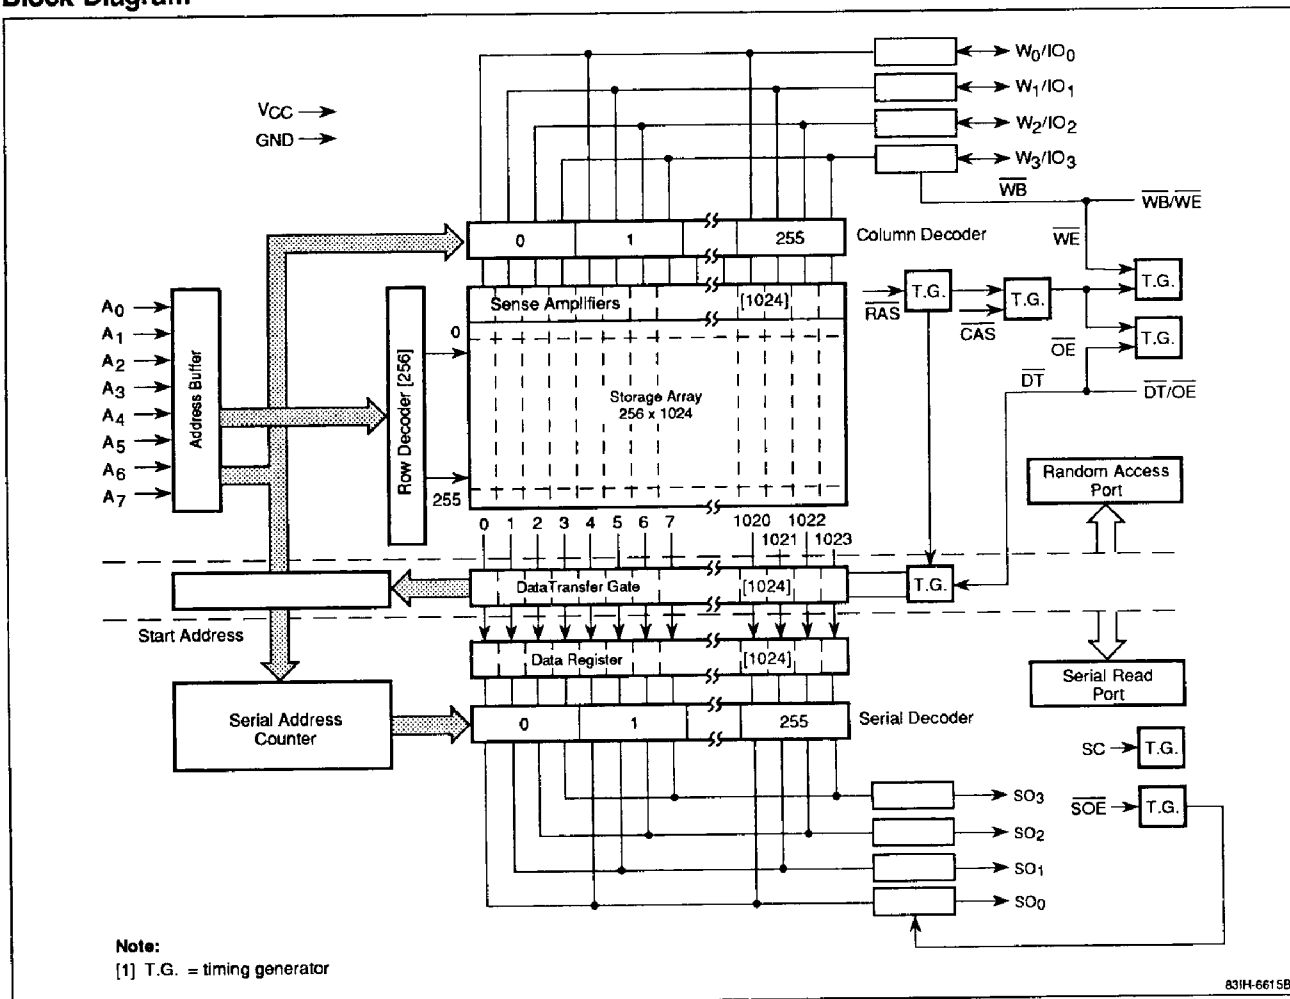 Block Diagram
VCC
GND
W0/IO0
W1/IO1
W2/IO2
W3/IO3
WB
WB/WE
WE
0 1 255
Column Decoder
A0
A1
A2
A3
A4
A5
A6
A7
Address Buffer
Row Decoder [256]
0
255
Sense Amplifiers [1024]
Storage Array
256 x 1024
RAS
T.G.
CAS
T.G.
T.G.
T.G.
OE
DT
DT/OE
0 1 2 3 4 5 6 7 1020 1022
1021 1023
Random Access
Port
Data Transfer Gate [1024]
T.G.
Start Address
Data Register [1024]
Serial Read
Port
Serial Address
Counter
0 1 255
Serial Decoder
SC
T.G.
SOE
T.G.
SO3
SO2
SO1
SO0
Note:
[1] T.G. = timing generator
83IH-6615B